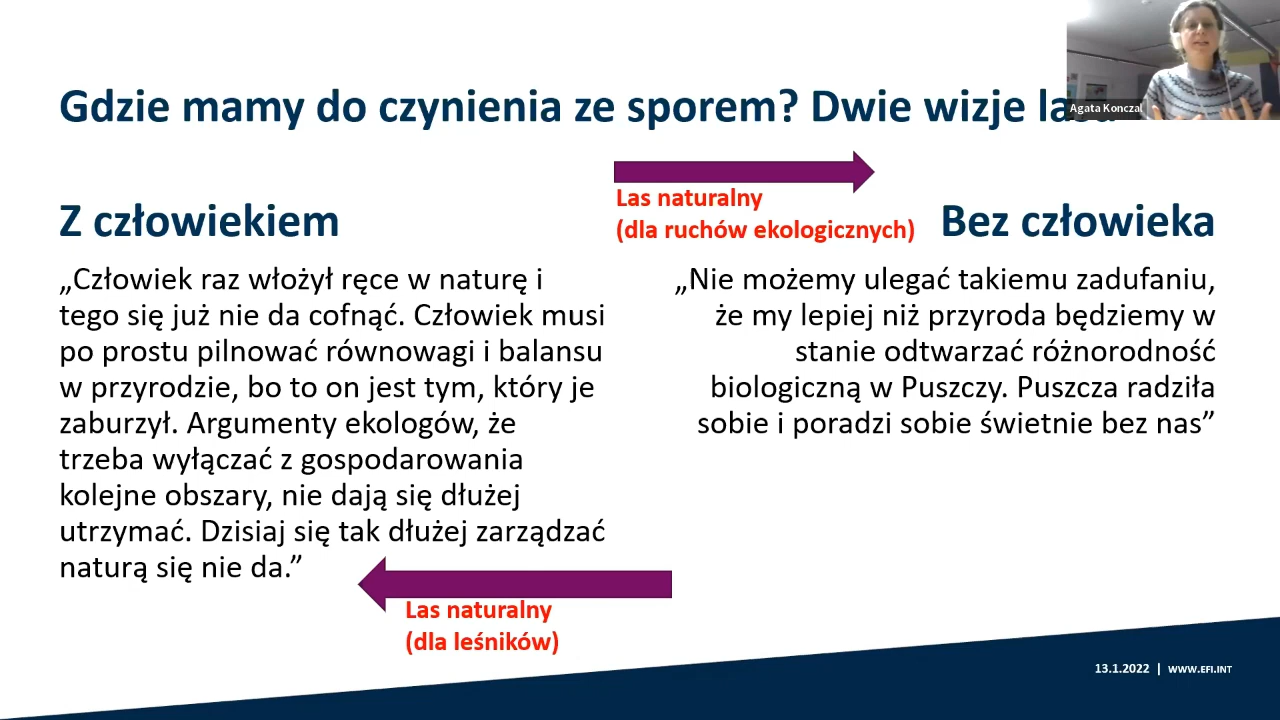 Gdzie mamy do czynienia ze sporem? Dwie wizje
Agata Konczal
Las naturalny
(dla ruchów ekologicznych)
Z człowiekiem
Bez człowieka
„Człowiek raz włożył ręce w naturę i
tego się już nie da cofnąć. Człowiek musi
po prostu pilnować równowagi i balansu
w przyrodzie, bo to on jest tym, który je
zaburzył. Argumenty ekologów, że
trzeba wyłączać z gospodarowania
kolejne obszary, nie dają się dłużej
utrzymać. Dzisiaj się tak dłużej zarządzać
naturą się nie da.”
„Nie możemy ulegać takiemu zadufaniu,
że my lepiej niż przyroda będziemy w
stanie odtwarzać różnorodność
biologiczną w Puszczy. Puszcza radziła
sobie i poradzi sobie świetnie bez nas”
Las naturalny
(dla leśników)
13.1.2022 | WWW.EFI.INT